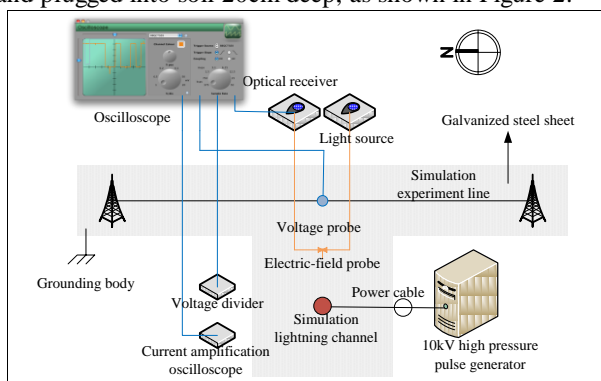 and plugged into soil 20cm deep, as shown in Figure 2.
Optical receiver
N
Oscilloscope
Light source
Galvanized steel sheet
Simulation
experiment line
Voltage probe
Electric-field probe
Grounding body
Voltage divider
Power cable
Simulation
lightning channel
Current amplification
oscilloscope
10kV high pressure
pulse generator